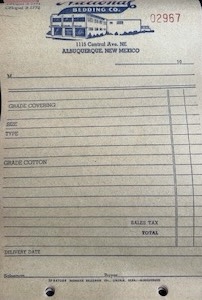 National
BEDDING CO.
02967
1111 Central Ave. NE
ALBUQUERQUE, NEW MEXICO
19
M
GRADE COVERING
SIZE
TYPE
GRADE COTTON
SALES TAX
TOTAL
DELIVERY DATE